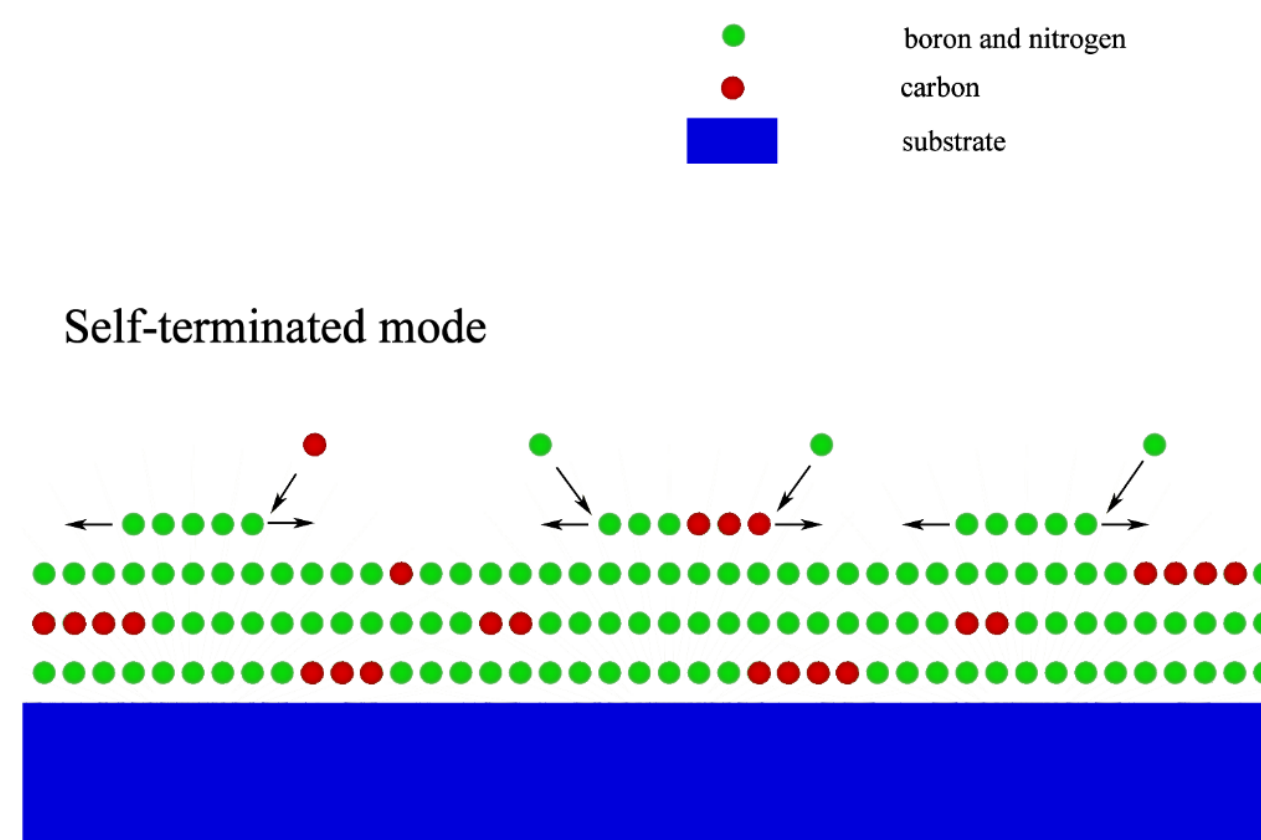 boron and nitrogen
carbon
substrate
Self-terminated mode